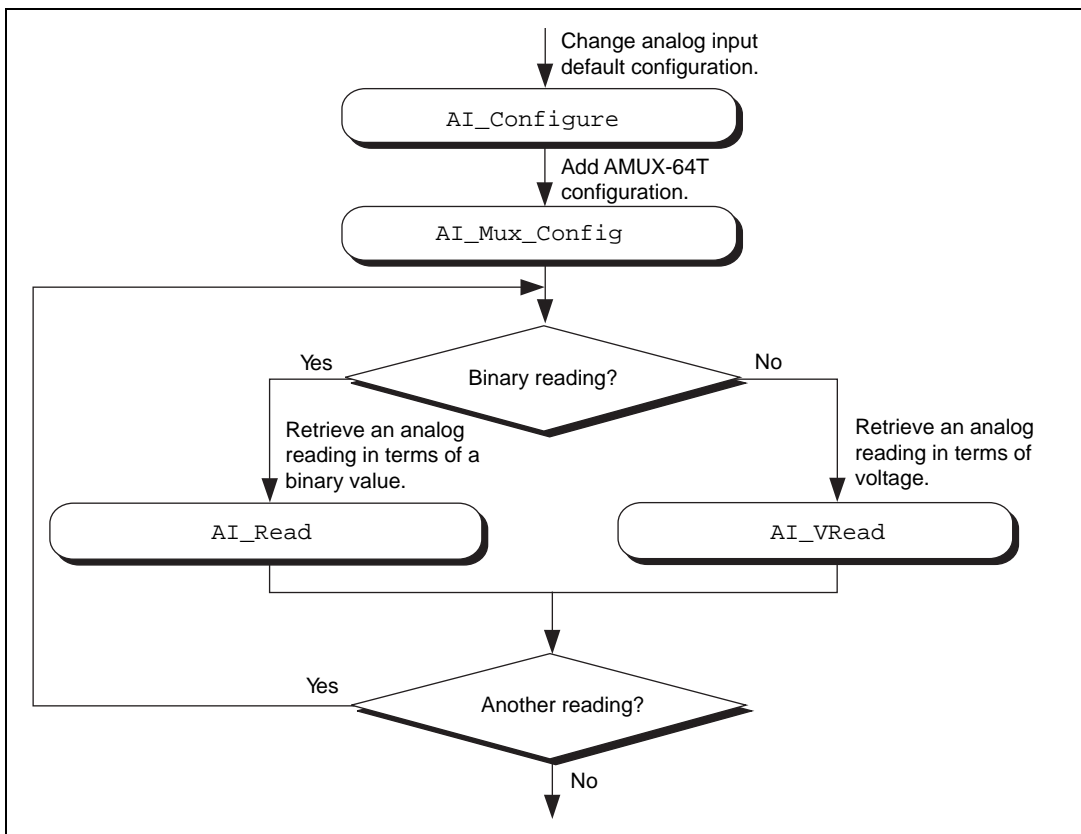 Change analog input
default configuration.
AI_Configure
Add AMUX-64T
configuration.
AI_Mux_Config
Yes
Binary reading?
No
Retrieve an analog
reading in terms of a
binary value.
Retrieve an analog
reading in terms of
voltage.
AI_Read
AI_VRead
Yes
Another reading?
No